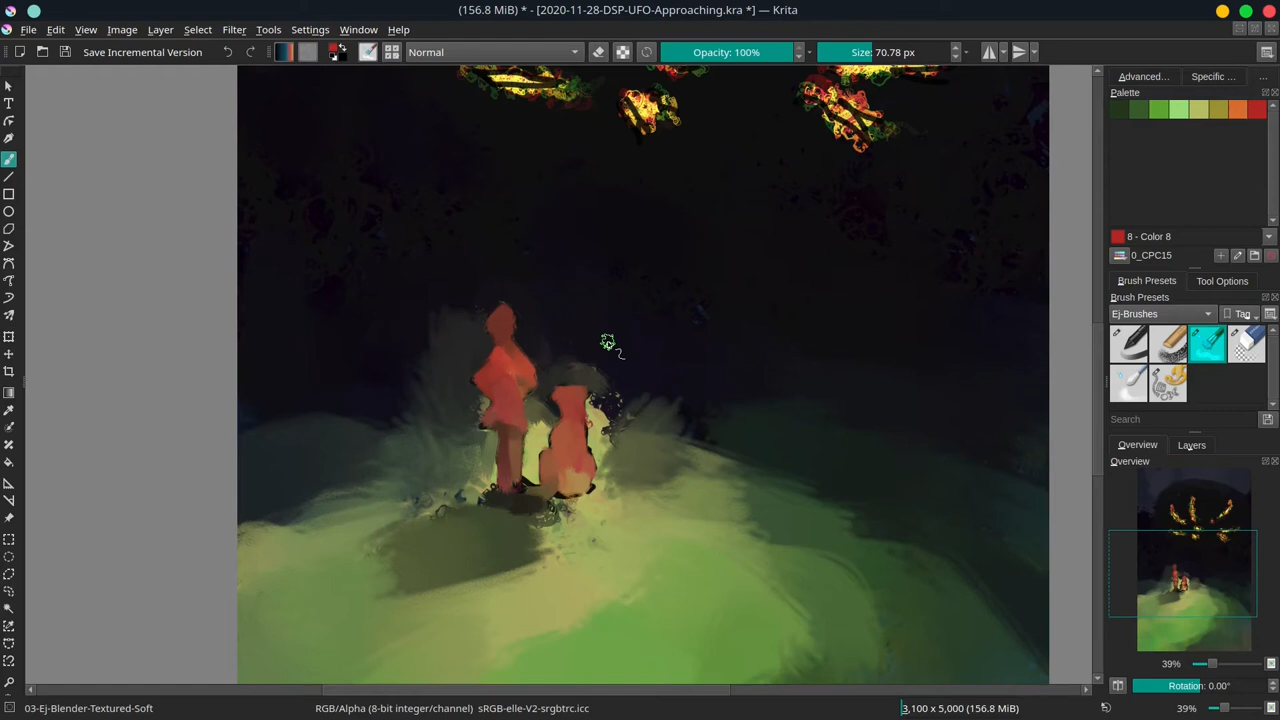 (156.8 MiB) * - [2020-11-28-DSP-UFO-Approaching.kra *] — Krita
File Edit View Image Layer Select Filter Tools Settings Window Help
Save Incremental Version Normal Opacity: 100% Size: 70.78 px
Advanced… Specific … …
Palette
8 - Color 8
0_CPC15
Brush Presets Tool Options
Brush Presets
Ej-Brushes Tag
Search
Overview Layers
Overview
39%
Rotation: 0.00°
03-Ej-Blender-Textured-Soft RGB/Alpha (8-bit integer/channel) sRGB-elle-V2-srgbtrc.icc 3,100 x 5,000 (156.8 MiB) 39%